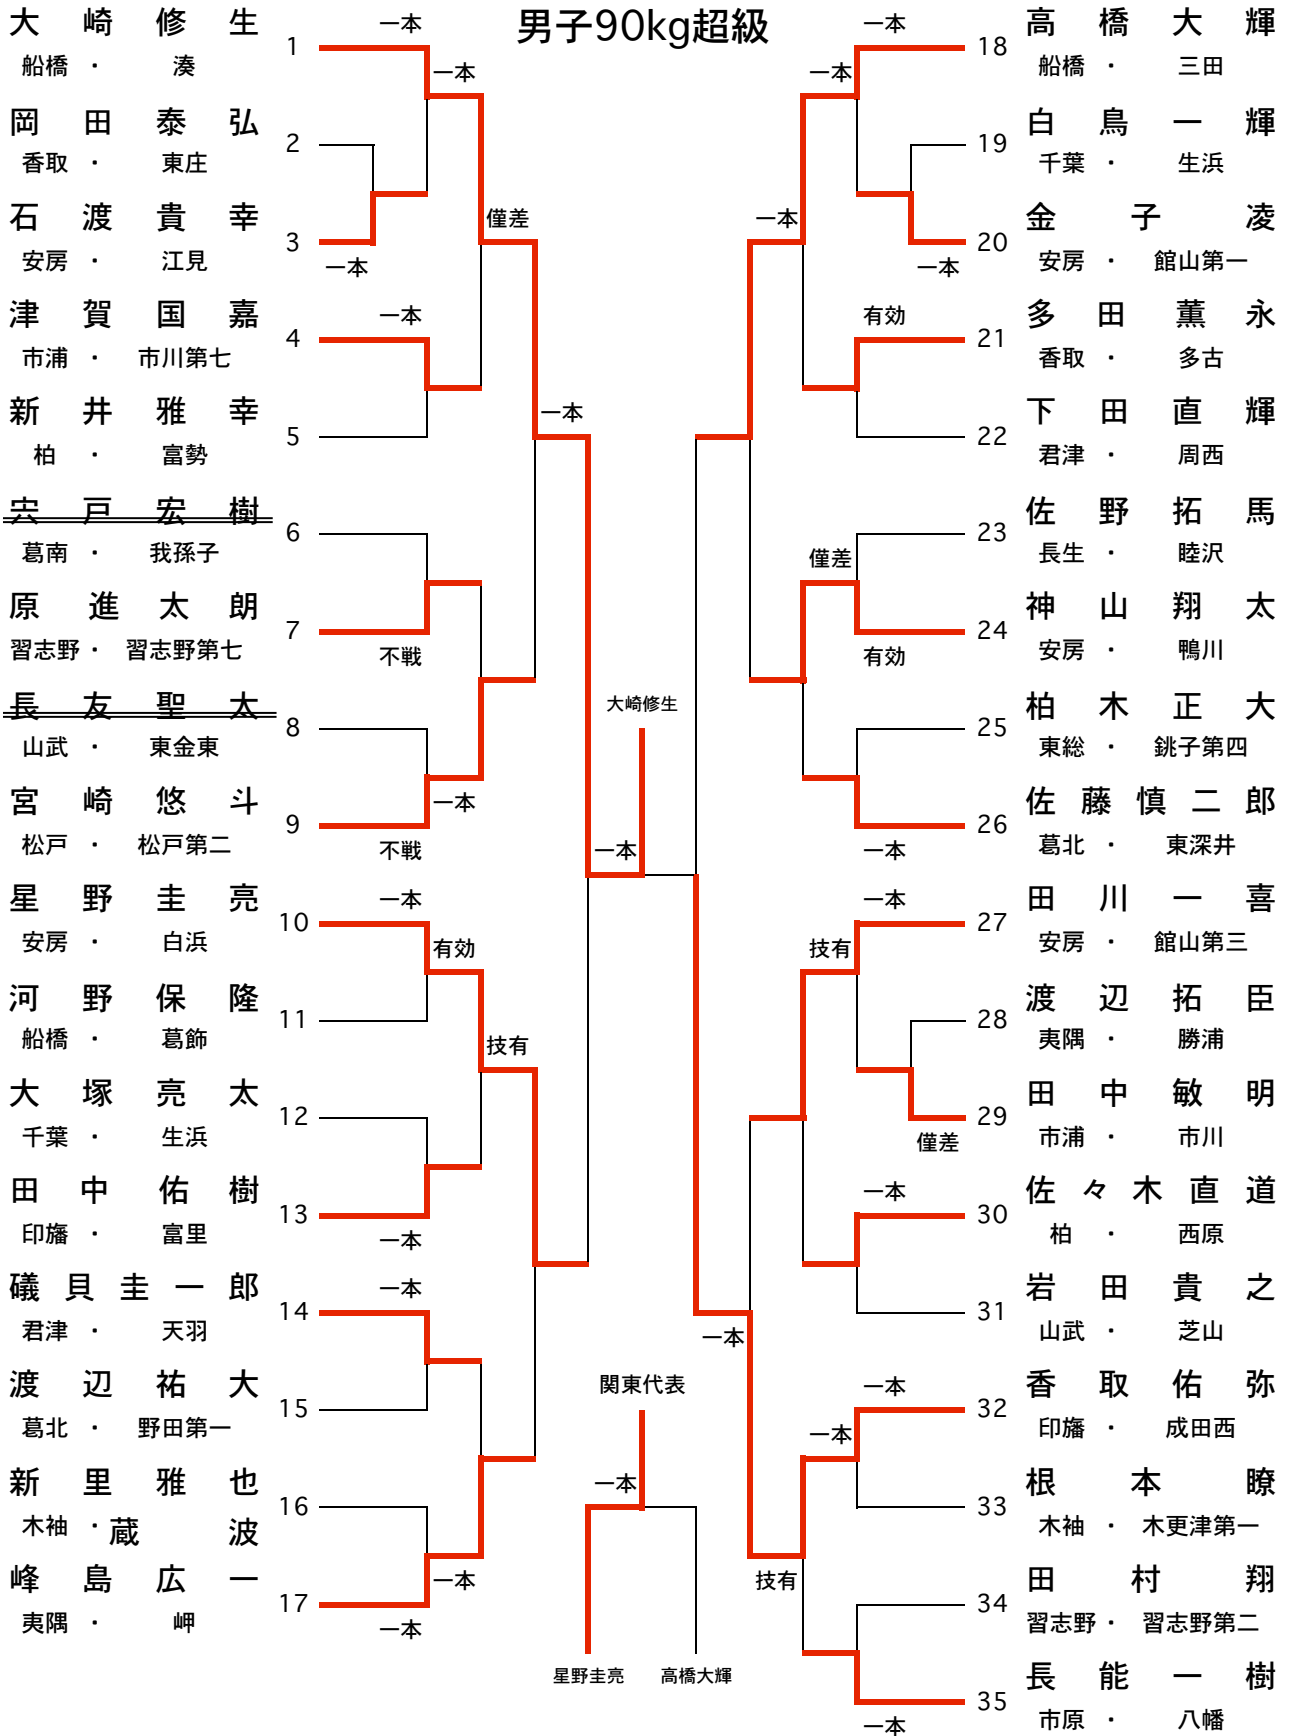 男子90kg超級
大崎修生
船橋・湊
1
一本
一本
岡田泰弘
香取・東庄
2
石渡貴幸
安房・江見
3
一本
僅差
津賀国嘉
市浦・市川第七
4
一本
新井雅幸
柏・富勢
5
一本
宍戸宏樹
葛南・我孫子
6
原進太朗
習志野・習志野第七
7
不戦
長友聖太
山武・東金東
8
宮崎悠斗
松戸・松戸第二
9
一本
不戦
星野圭亮
安房・白浜
10
一本
有効
河野保隆
船橋・葛飾
11
技有
大塚亮太
千葉・生浜
12
田中佑樹
印旛・富里
13
一本
礒貝圭一郎
君津・天羽
14
一本
渡辺祐大
葛北・野田第一
15
新里雅也
木袖・蔵波
16
峰島広一
夷隅・岬
17
一本
一本
大崎修生
一本
一本
関東代表
一本
星野圭亮
高橋大輝
高橋大輝
船橋・三田
18
一本
一本
白鳥一輝
千葉・生浜
19
金子凌
安房・館山第一
20
一本
一本
多田薫永
香取・多古
21
有効
下田直輝
君津・周西
22
佐野拓馬
長生・睦沢
23
僅差
神山翔太
安房・鴨川
24
有効
柏木正大
東総・銚子第四
25
佐藤慎二郎
葛北・東深井
26
一本
田川一喜
安房・館山第三
27
一本
技有
渡辺拓臣
夷隅・勝浦
28
田中敏明
市浦・市川
29
僅差
佐々木直道
柏・西原
30
一本
岩田貴之
山武・芝山
31
香取佑弥
印旛・成田西
32
一本
一本
根本瞭
木袖・木更津第一
33
技有
田村翔
習志野・習志野第二
34
長能一樹
市原・八幡
35
一本